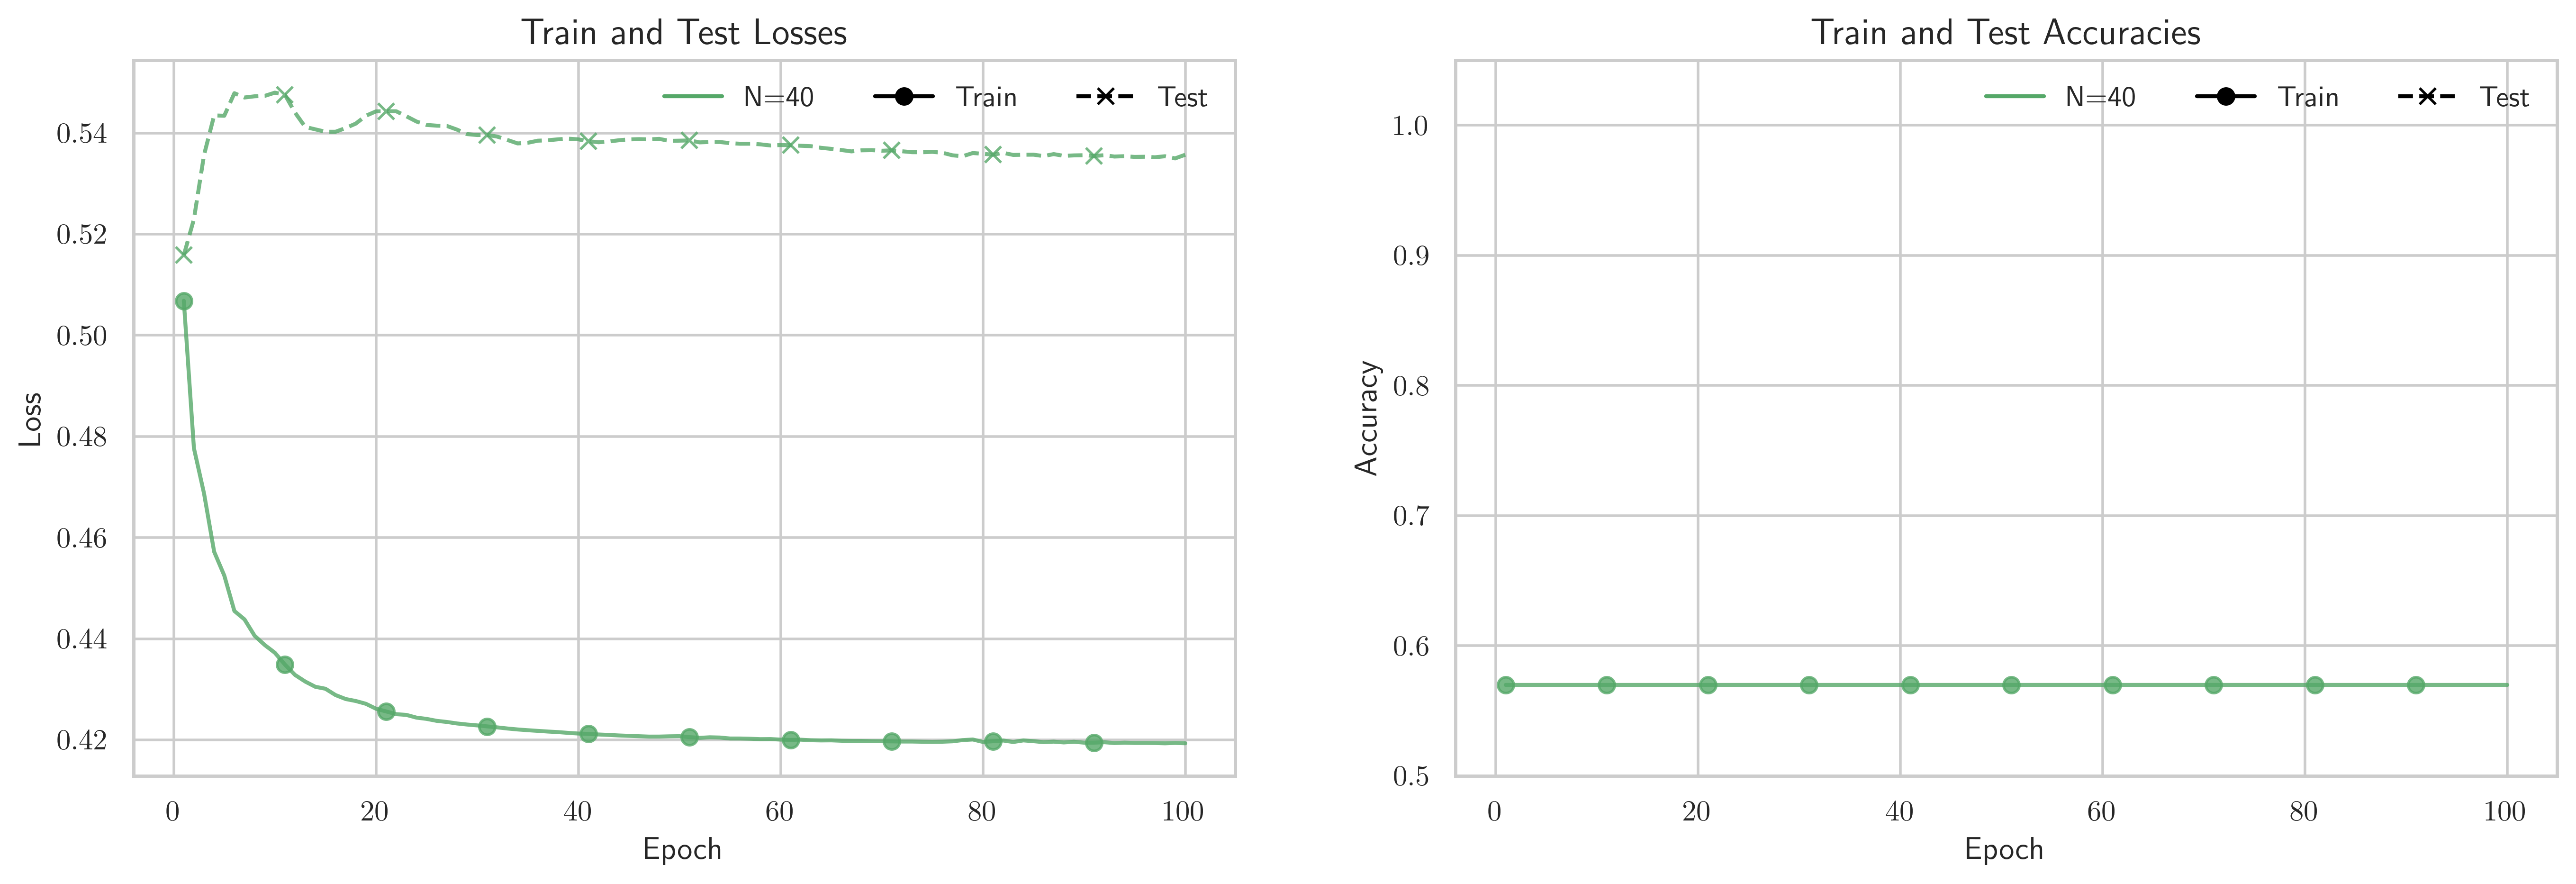 Train and Test Losses
N=40 Train Test
0.54
0.52
0.50
0.48
0.46
0.44
0.42
Loss
0 20 40 60 80 100
Epoch
Train and Test Accuracies
N=40 Train Test
1.0
0.9
0.8
0.7
0.6
0.5
Accuracy
0 20 40 60 80 100
Epoch